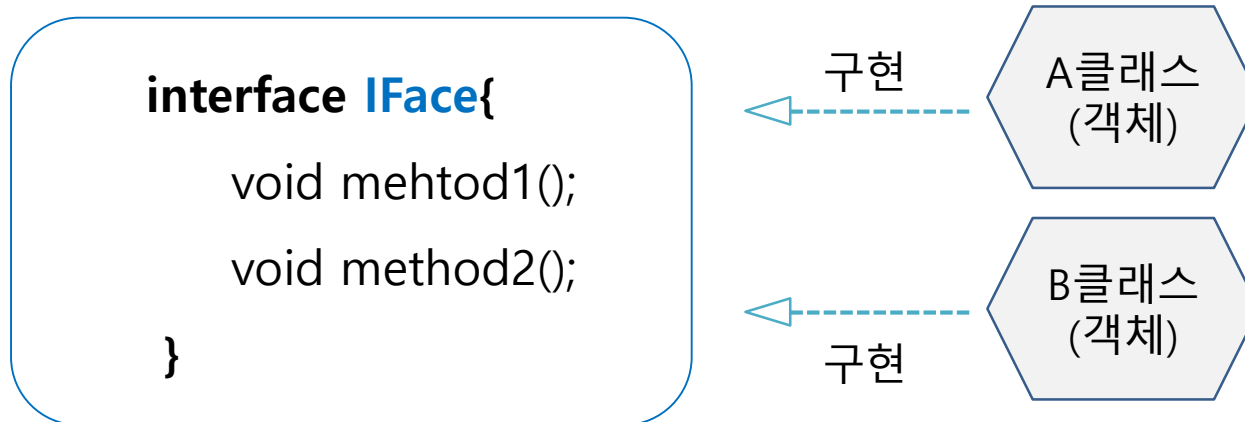 interface IFace{
void mehtod1();
void method2();
}
구현
A클래스
(객체)
B클래스
(객체)
구현